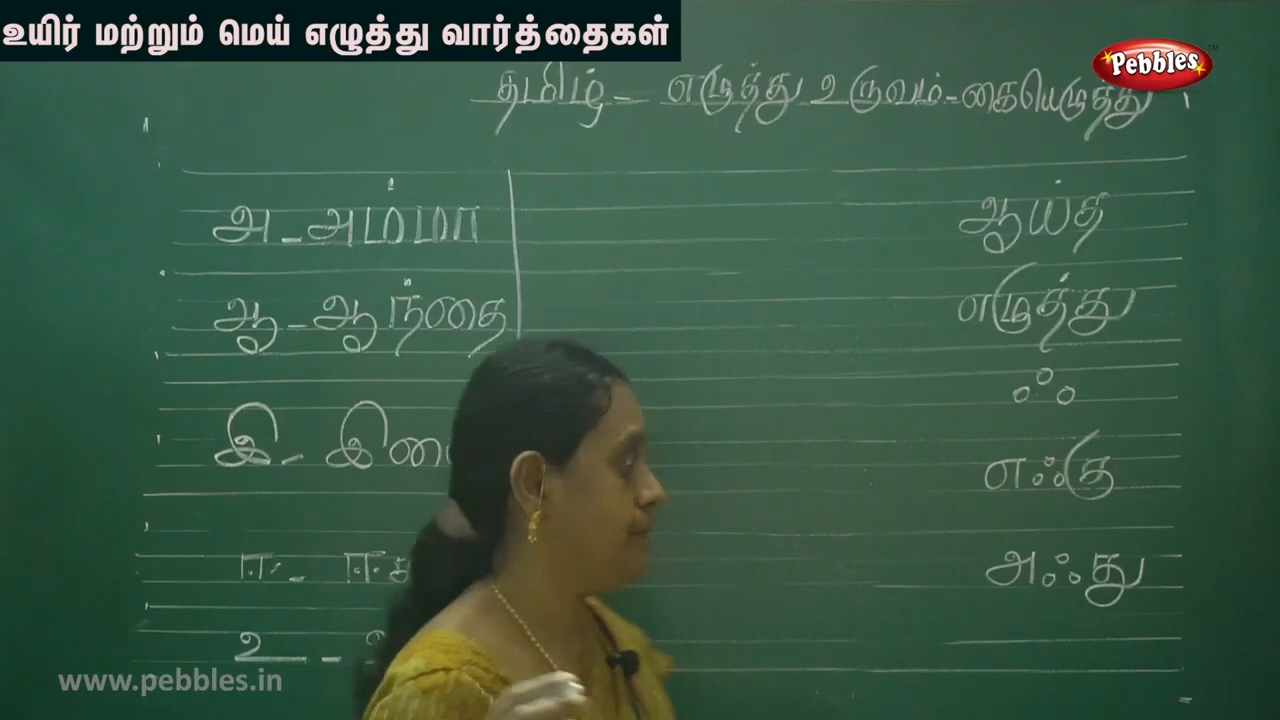 உயிர் மற்றும் மெய் எழுத்து வார்த்தைகள்
Pebbles
தமிழ் - எழுத்து உருவம் - கையெழுத்து
அ - அம்மா
ஆய்த
ஆ - ஆந்தை
எழுத்து
ஃ
இ -
எஃகு
ஈ -
அஃது
உ -
www.pebbles.in